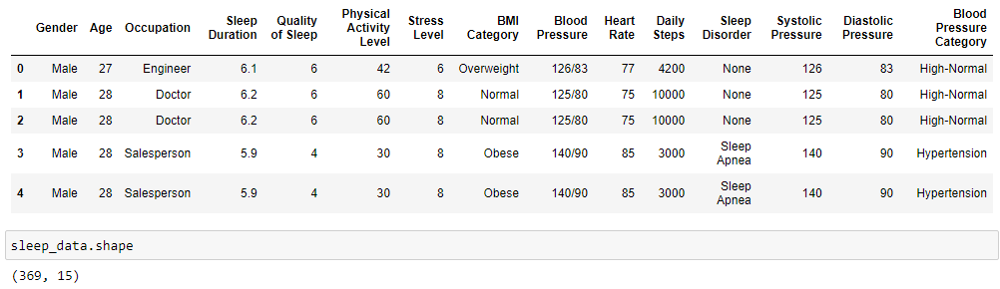 Gender Age Occupation Sleep Duration Quality of Sleep Physical Activity Level Stress Level BMI Category Blood Pressure Heart Rate Daily Steps Sleep Disorder Systolic Pressure Diastolic Pressure Blood Pressure Category
0 Male 27 Engineer 6.1 6 42 6 Overweight 126/83 77 4200 None 126 83 High-Normal
1 Male 28 Doctor 6.2 6 60 8 Normal 125/80 75 10000 None 125 80 High-Normal
2 Male 28 Doctor 6.2 6 60 8 Normal 125/80 75 10000 None 125 80 High-Normal
3 Male 28 Salesperson 5.9 4 30 8 Obese 140/90 85 3000 Sleep Apnea 140 90 Hypertension
4 Male 28 Salesperson 5.9 4 30 8 Obese 140/90 85 3000 Sleep Apnea 140 90 Hypertension
sleep_data.shape
(369, 15)